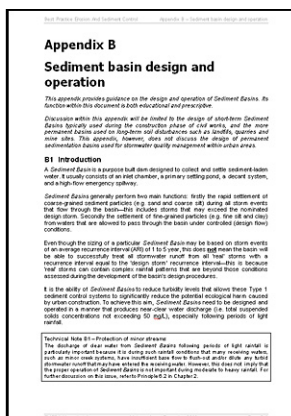 Best Practice Erosion and Sediment Control
Appendix B – Sediment basin design and operation
Appendix B
Sediment basin design and
operation
This appendix provides guidance on the design and operation of Sediment Basins. Its
function within this document is both educational and prescriptive.
Discussion within this appendix will be limited to the design of short-term Sediment
Basins typically used during the construction phase of civil works, and the more
permanent basins used on long-term soil disturbances such as landfills, quarries and
mine sites. This appendix, however, does not discuss the design of permanent
sedimentation basins used for stormwater quality management within urban areas.
B1 Introduction
A Sediment Basin is a purpose built dam designed to collect and settle sediment-laden
water. It usually consists of an inlet chamber, a primary settling pond, a decant system,
and a high-flow emergency spillway.
Sediment Basins generally perform two main functions: firstly the rapid settlement of
coarse-grained sediment particles (e.g. sand and coarse silt) during all storm events
that flow through the basin—this includes storms that may exceed the nominated
design storm. Secondly the settlement of fine-grained particles (e.g. fine silt and clay)
from waters that are allowed to pass through the basin under controlled (design flow)
conditions.
Even though the sizing of a particular Sediment Basin may be based on storm events
of an average recurrence interval (ARI) of 1 to 5 year, this does not mean the basin will
be able to successfully treat all stormwater runoff from all 'real' storms with a
recurrence interval equal to the 'design storm' recurrence interval—this is because
'real' storms can contain complex rainfall patterns that are beyond those conditions
assessed during the development of the basin's design procedures.
It is the ability of Sediment Basins to reduce turbidity levels that allows these Type 1
sediment control systems to significantly reduce the potential ecological harm caused
by urban construction. To achieve this aim, Sediment Basins need to be designed and
operated in a manner that produces near-clear water discharge (i.e. total suspended
solids concentrations not exceeding 50 mg/L), especially following periods of light
rainfall.
Technical Note B1 – Protection of minor streams:
The discharge of clear water from Sediment Basins following periods of light rainfall is
particularly important because it is during such rainfall conditions that many receiving waters,
such as minor creek systems, have insufficient base flow to flush-out and/or dilute any turbid
stormwater runoff that may have entered the receiving water. However, this does not imply that
the proper operation of Sediment Basins is not important during moderate to heavy rainfall. For
further discussion on this issue, refer to Principle 6.2 in Chapter 2.